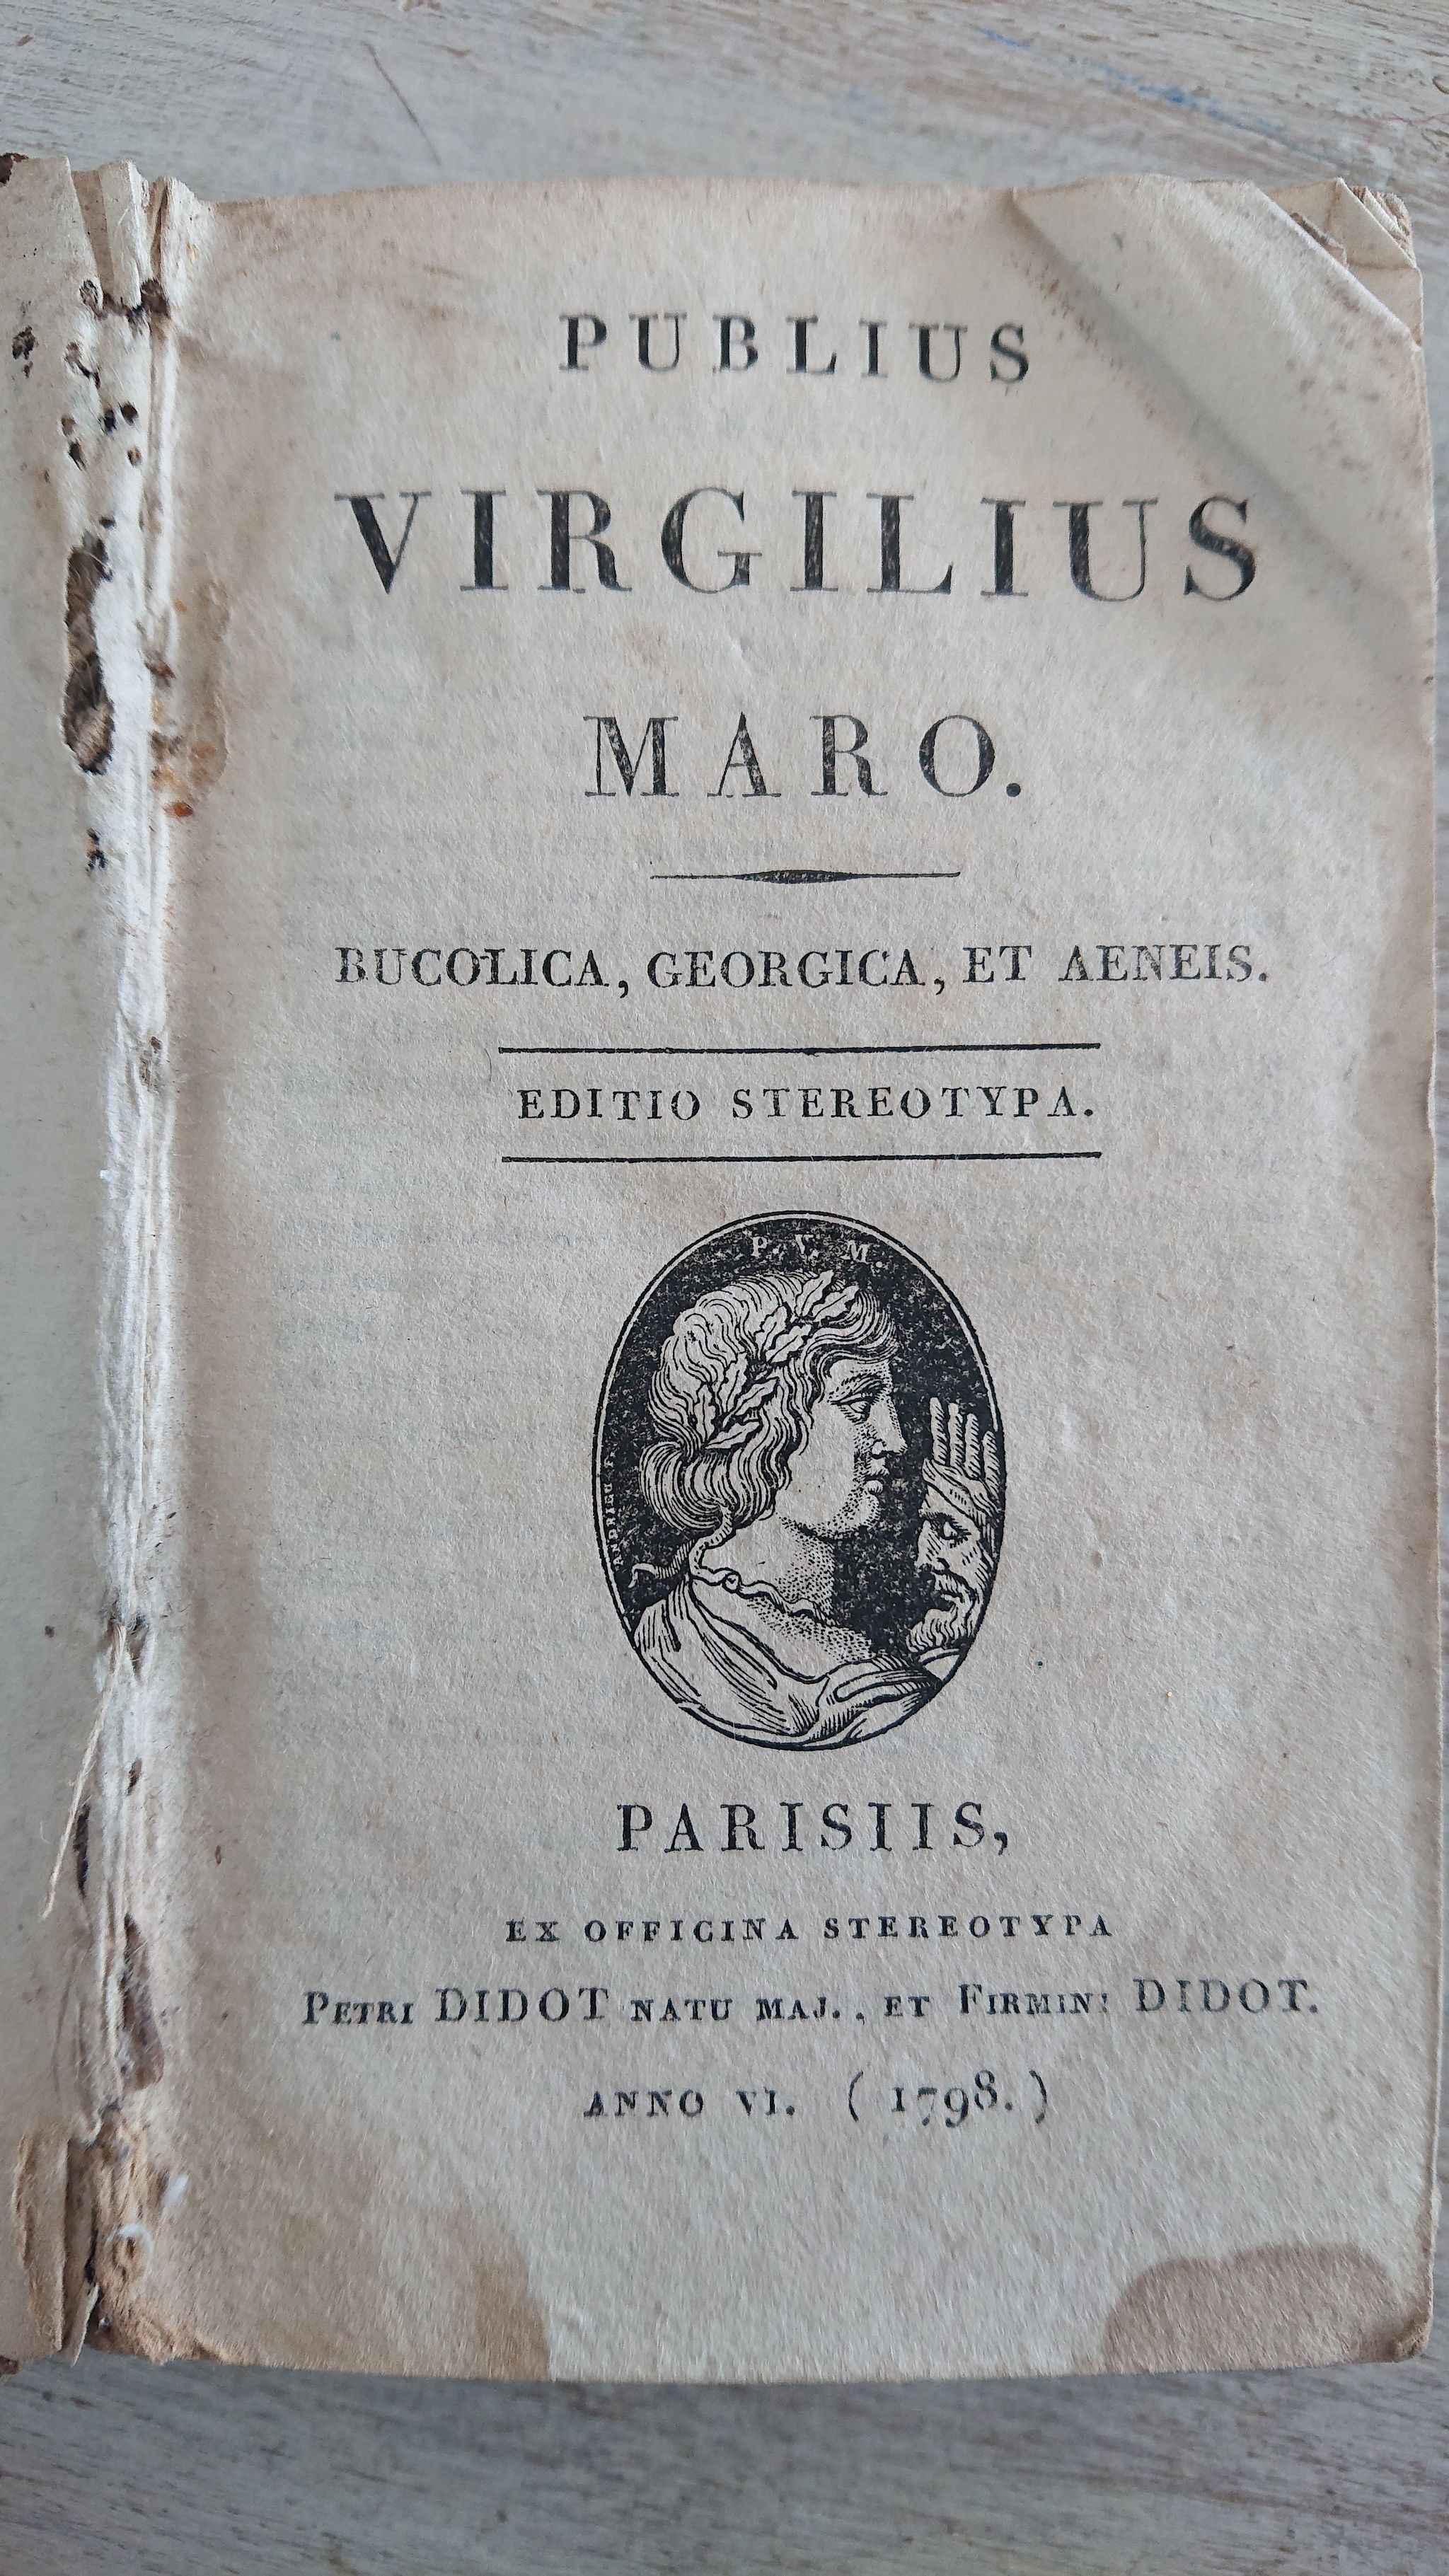 PUBLIUS
VIRGILIUS
MARO.
BUCOLICA, GEORGICA, ET AENEIS.
EDITIO STEREOTYPA.
P. V. M.
ANDRIEU F.
PARISIIS,
EX OFFICINA STEREOTYPA
PETRI DIDOT NATU MAJ., ET FIRMINI DIDOT.
ANNO VI. (1798.)